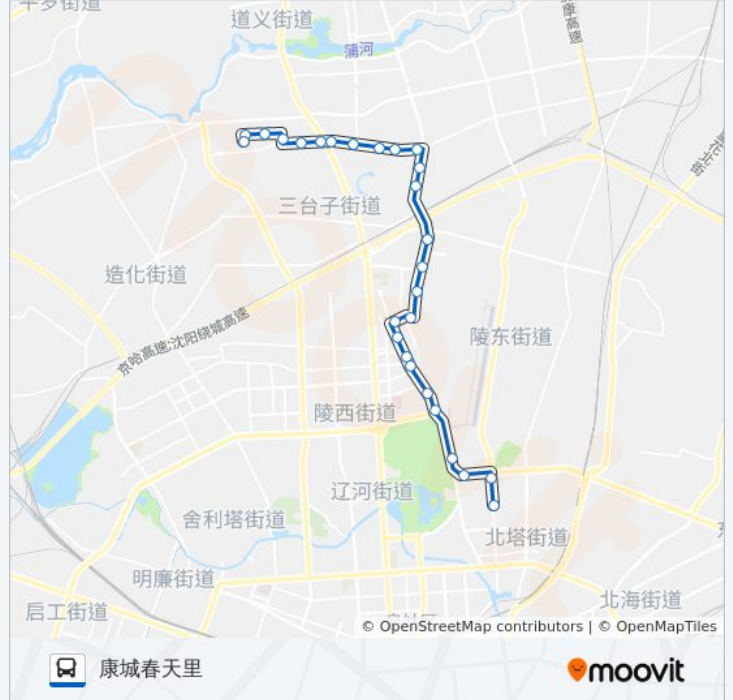 道义街道
蒲河
三台子街道
造化街道
京哈高速;沈阳绕城高速
陵东街道
陵西街道
辽河街道
舍利塔街道
北塔街道
明廉街道
北海街道
启工街道
© OpenStreetMap contributors | © OpenMapTiles
康城春天里
moovit